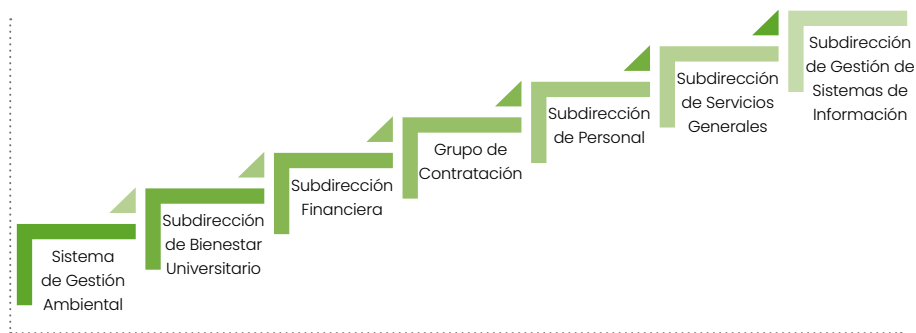 Sistema
de Gestión
Ambiental
Subdirección
de Bienestar
Universitario
Subdirección
Financiera
Grupo de
Contratación
Subdirección
de Personal
Subdirección
de Servicios
Generales
Subdirección
de Gestión de
Sistemas de
Información